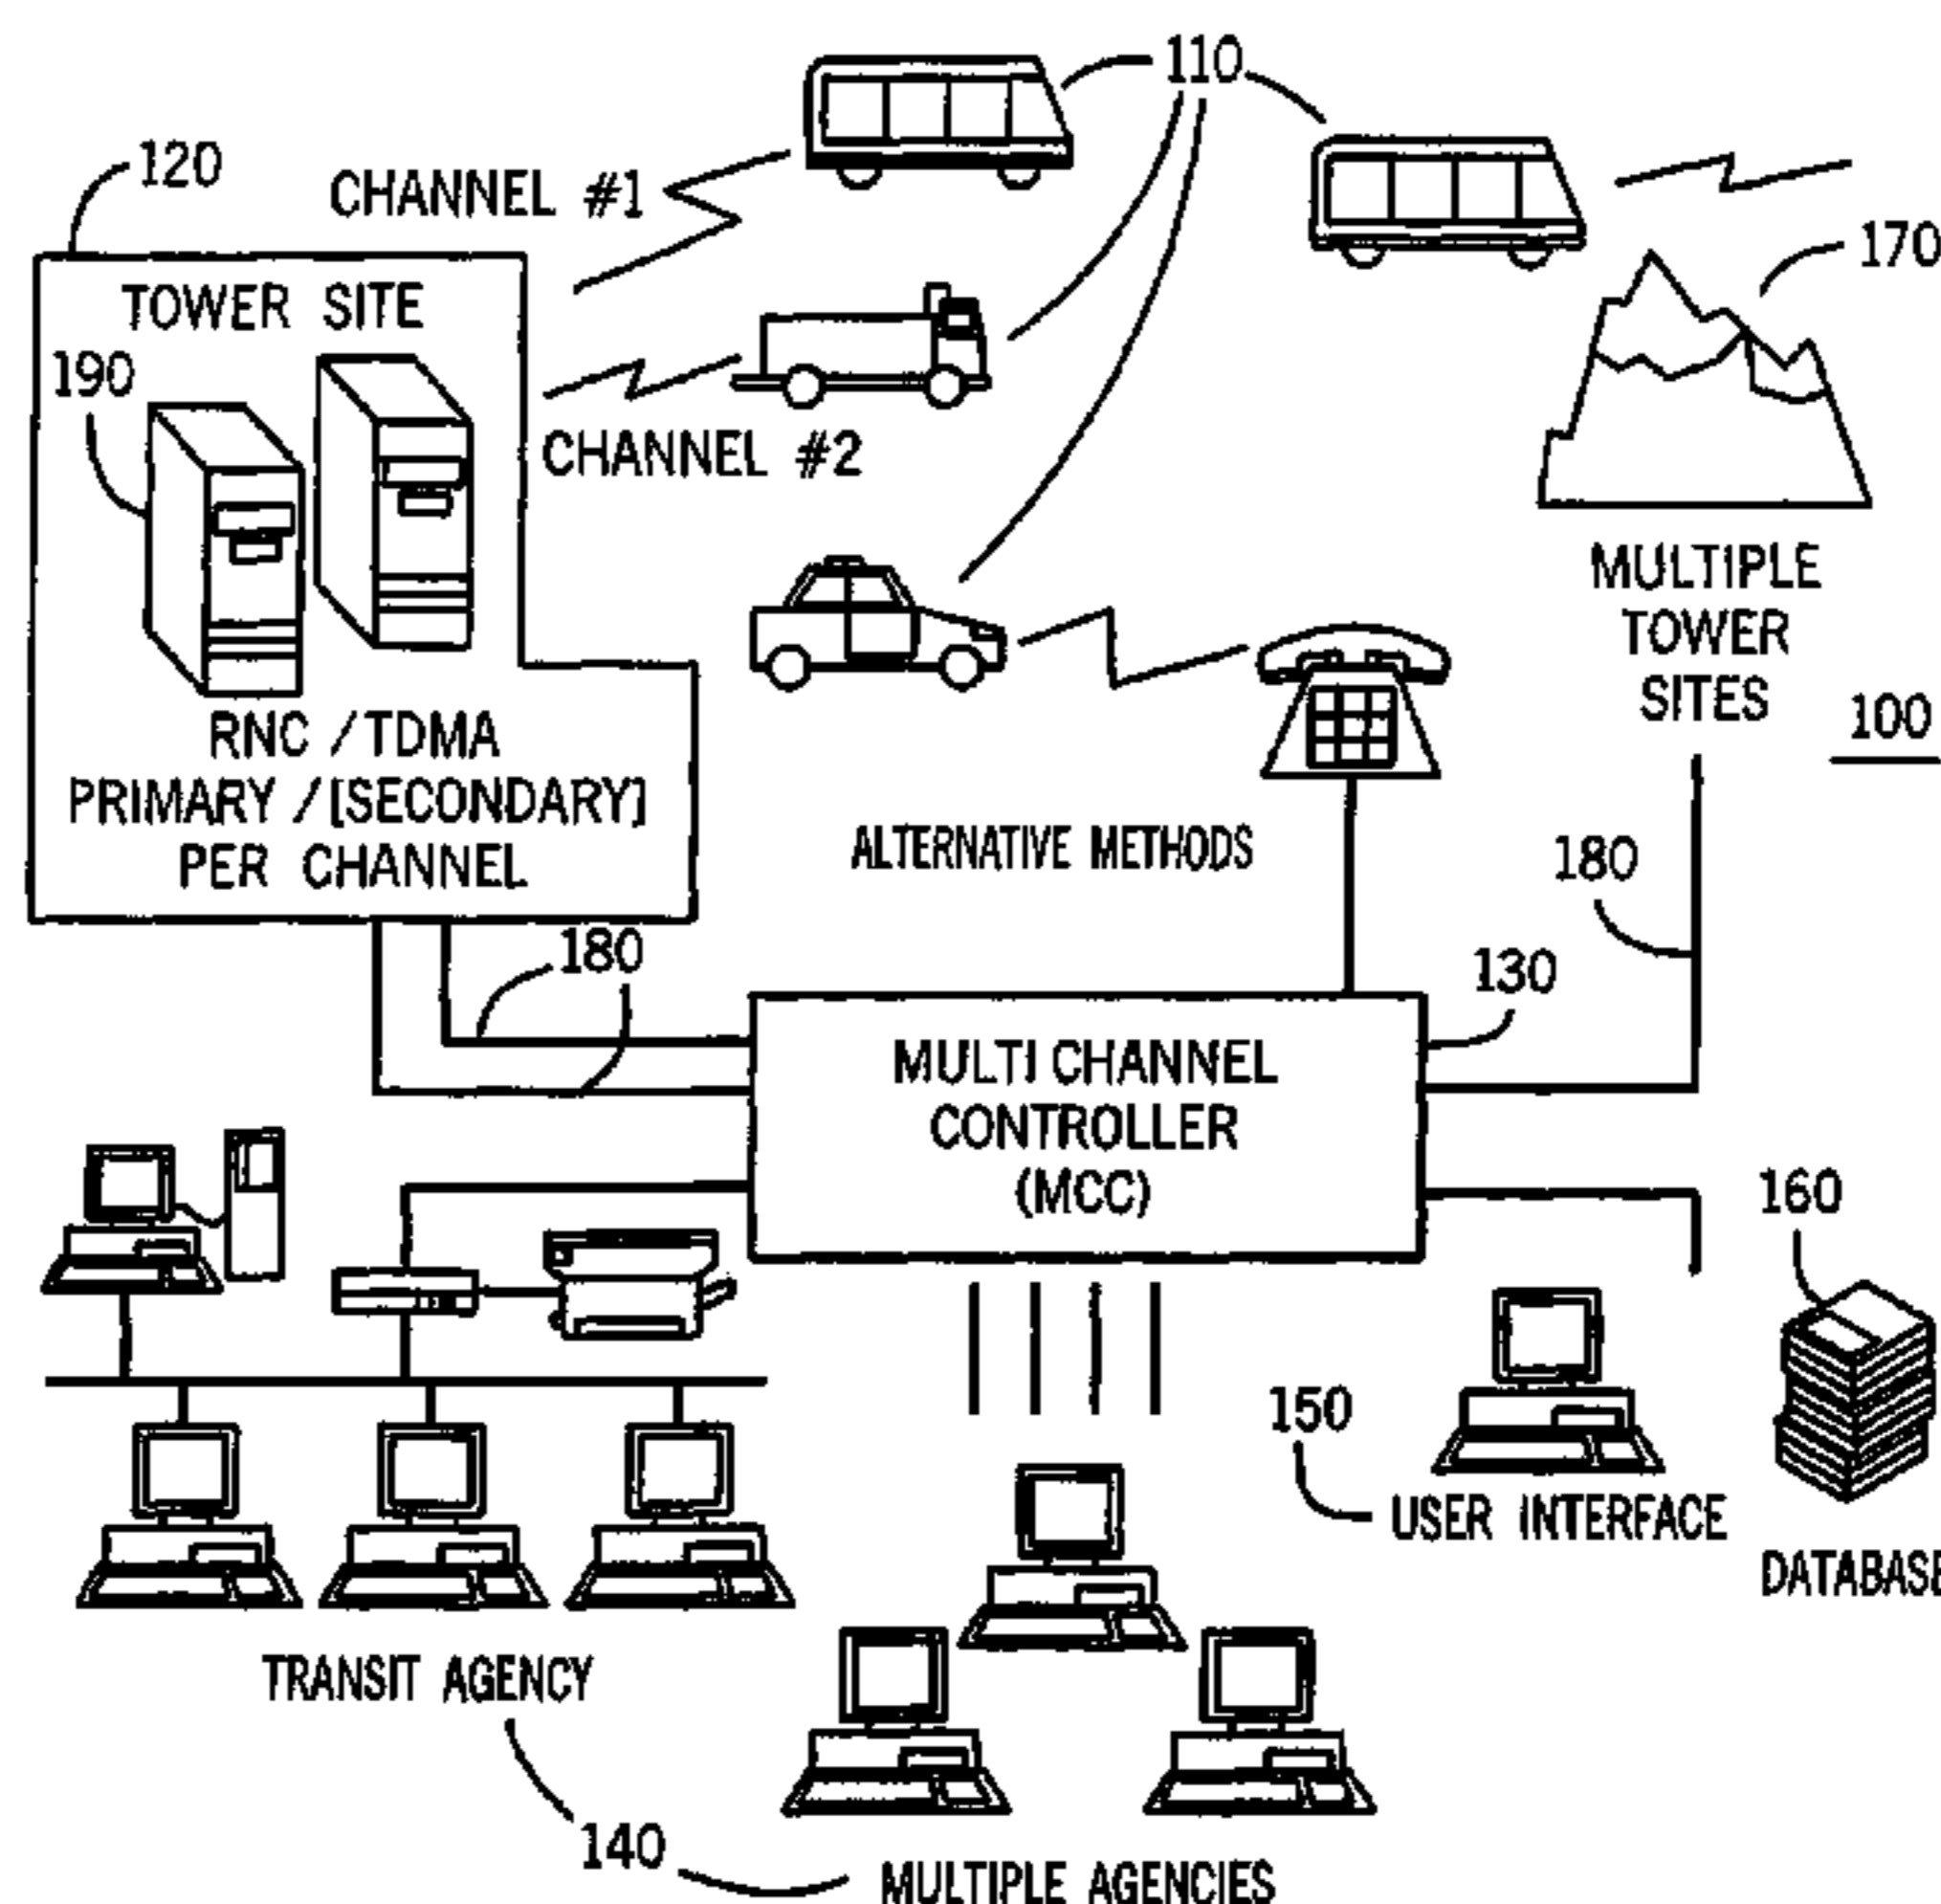 110
120
CHANNEL #1
170
TOWER SITE
190
CHANNEL #2
MULTIPLE
TOWER
SITES
100
RNC / TDMA
PRIMARY / [SECONDARY]
PER CHANNEL
ALTERNATIVE METHODS
180
180
130
MULTI CHANNEL
CONTROLLER
(MCC)
160
150
USER INTERFACE
DATABASE
TRANSIT AGENCY
140
MULTIPLE AGENCIES